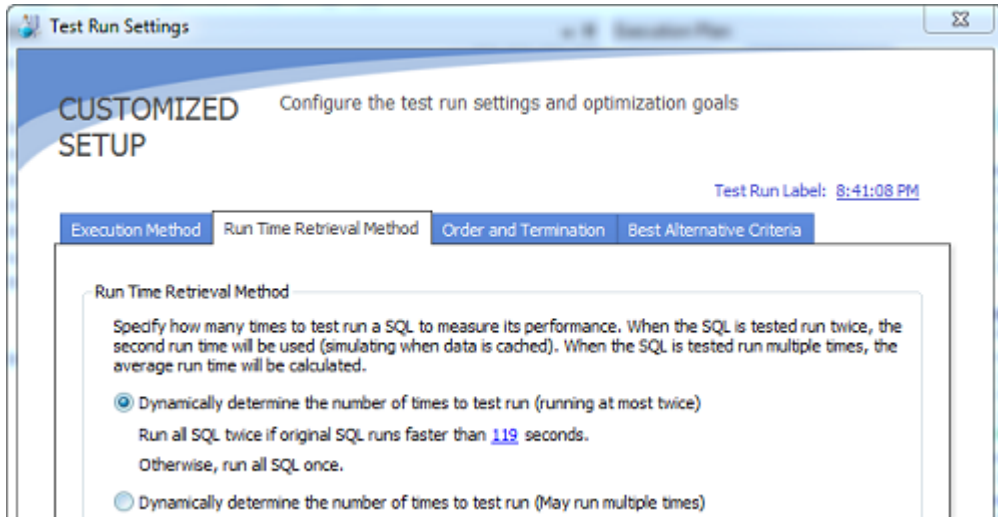 Test Run Settings
Execution Plan
CUSTOMIZED
SETUP
Configure the test run settings and optimization goals
Test Run Label: 8:41:08 PM
Execution Method
Run Time Retrieval Method
Order and Termination
Best Alternative Criteria
Run Time Retrieval Method
Specify how many times to test run a SQL to measure its performance. When the SQL is tested run twice, the
second run time will be used (simulating when data is cached). When the SQL is tested run multiple times, the
average run time will be calculated.
Dynamically determine the number of times to test run (running at most twice)
Run all SQL twice if original SQL runs faster than 119 seconds.
Otherwise, run all SQL once.
Dynamically determine the number of times to test run (May run multiple times)